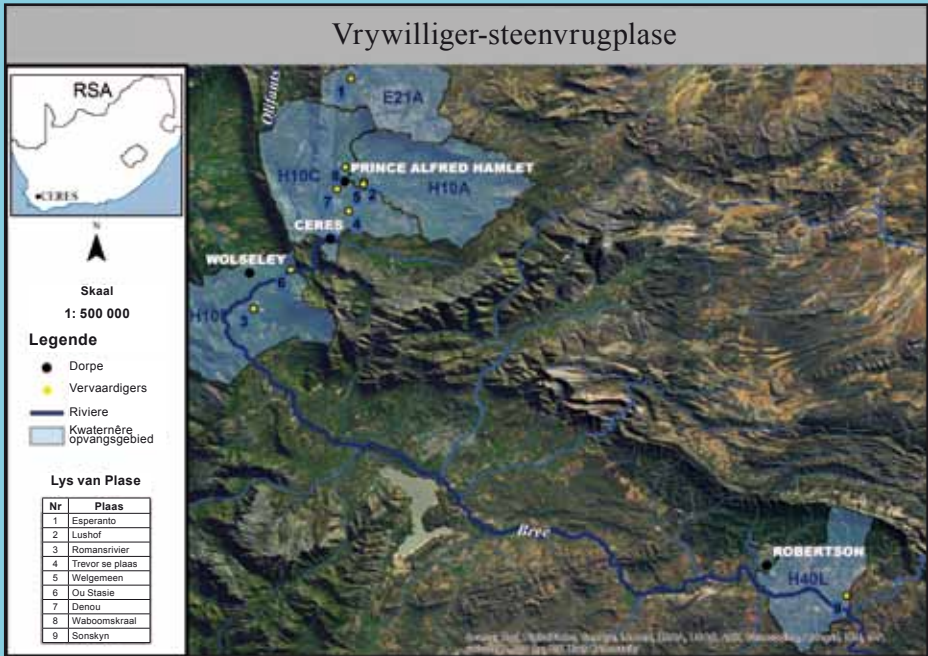 Vrywilliger-steenvrugplase
RSA
CERES
N
Skaal
1: 500 000
Legende
Dorpe
Vervaardigers
Riviere
Kwaternêre
opvangsgebied
Lys van Plase
Nr Plaas
1 Esperanto
2 Lushof
3 Romansrivier
4 Trevor se plaas
5 Welgemeen
6 Ou Stasie
7 Denou
8 Waboomskraal
9 Sonskyn
Olifants
1
E21A
8
PRINCE ALFRED HAMLET
H10C
H10A
7
5
2
4
CERES
WOLSELEY
6
3
Bree
ROBERTSON
H40L
9